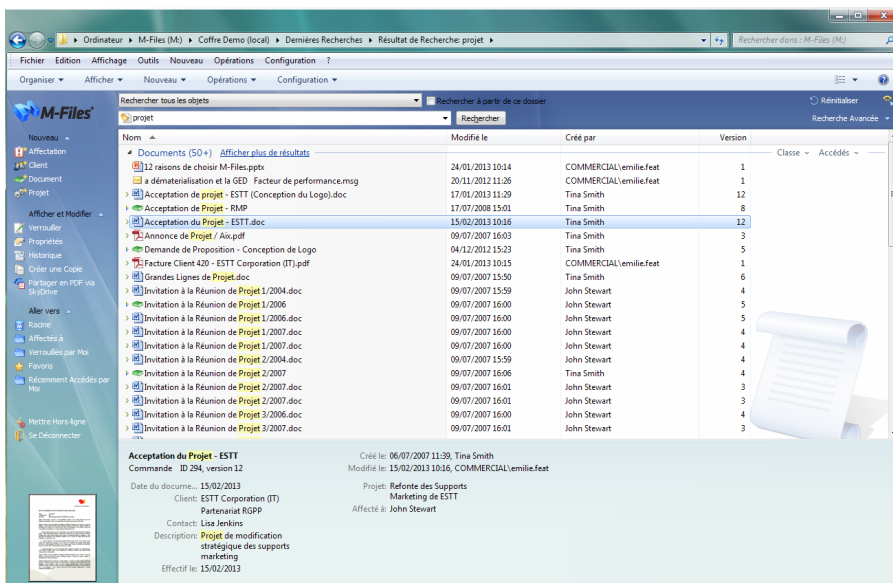 Ordinateur ▸ M-Files (M:) ▸ Coffre Demo (local) ▸ Dernières Recherches ▸ Résultat de Recherche: projet ▸
Rechercher dans : M-Files (M:)
Fichier Edition Affichage Outils Nouveau Opérations Configuration ?
Organiser Afficher Nouveau Opérations Configuration
M-Files
Rechercher tous les objets
Rechercher à partir de ce dossier
Réinitialiser
projet
Rechercher
Recherche Avancée
Nouveau
Affectation
Client
Document
Projet
Afficher et Modifier
Verrouiller
Propriétés
Historique
Créer une Copie
Partager en PDF via
SkyDrive
Aller vers
Racine
Affectés à
Verrouillés par Moi
Favoris
Récemment Accédés par
Moi
Mettre Hors-ligne
Se Déconnecter
Nom Modifié le Créé par Version
Documents (50+) Afficher plus de résultats Classe Accédés
12 raisons de choisir M-Files.pptx 24/01/2013 10:14 COMMERCIAL\emilie.feat 1
a dématerialisation et la GED Facteur de performance.msg 20/11/2012 11:26 COMMERCIAL\emilie.feat 1
Acceptation de projet - ESTT (Conception du Logo).doc 17/01/2013 11:29 Tina Smith 12
Acceptation de Projet - RMP 17/07/2008 15:01 Tina Smith 8
Acceptation du Projet - ESTT.doc 15/02/2013 10:16 Tina Smith 12
Annonce de Projet / Aix.pdf 09/07/2007 16:03 Tina Smith 3
Demande de Proposition - Conception de Logo 04/12/2012 15:23 Tina Smith 5
Facture Client 420 - ESTT Corporation (IT).pdf 24/01/2013 10:15 COMMERCIAL\emilie.feat 1
Grandes Lignes de Projet.doc 09/07/2007 15:50 Tina Smith 6
Invitation à la Réunion de Projet 1/2004.doc 09/07/2007 15:59 John Stewart 4
Invitation à la Réunion de Projet 1/2006 09/07/2007 16:00 John Stewart 5
Invitation à la Réunion de Projet 1/2006.doc 09/07/2007 16:00 John Stewart 5
Invitation à la Réunion de Projet 1/2007.doc 09/07/2007 16:00 John Stewart 4
Invitation à la Réunion de Projet 1/2007.doc 09/07/2007 16:00 John Stewart 4
Invitation à la Réunion de Projet 2/2004.doc 09/07/2007 15:59 John Stewart 4
Invitation à la Réunion de Projet 2/2007 09/07/2007 16:06 Tina Smith 4
Invitation à la Réunion de Projet 2/2007.doc 09/07/2007 16:01 John Stewart 3
Invitation à la Réunion de Projet 2/2007.doc 09/07/2007 16:01 John Stewart 3
Invitation à la Réunion de Projet 3/2006.doc 09/07/2007 16:00 John Stewart 4
Invitation à la Réunion de Projet 3/2007.doc 09/07/2007 16:01 John Stewart 3
Acceptation du Projet - ESTT
Commande ID 294, version 12
Créé le: 06/07/2007 11:39, Tina Smith
Modifié le: 15/02/2013 10:16, COMMERCIAL\emilie.feat
Date du docume... 15/02/2013
Client: ESTT Corporation (IT)
Partenariat RGPP
Contact: Lisa Jenkins
Description: Projet de modification
stratégique des supports
marketing
Effectif le: 15/02/2013
Projet: Refonte des Supports
Marketing de ESTT
Affecté à: John Stewart